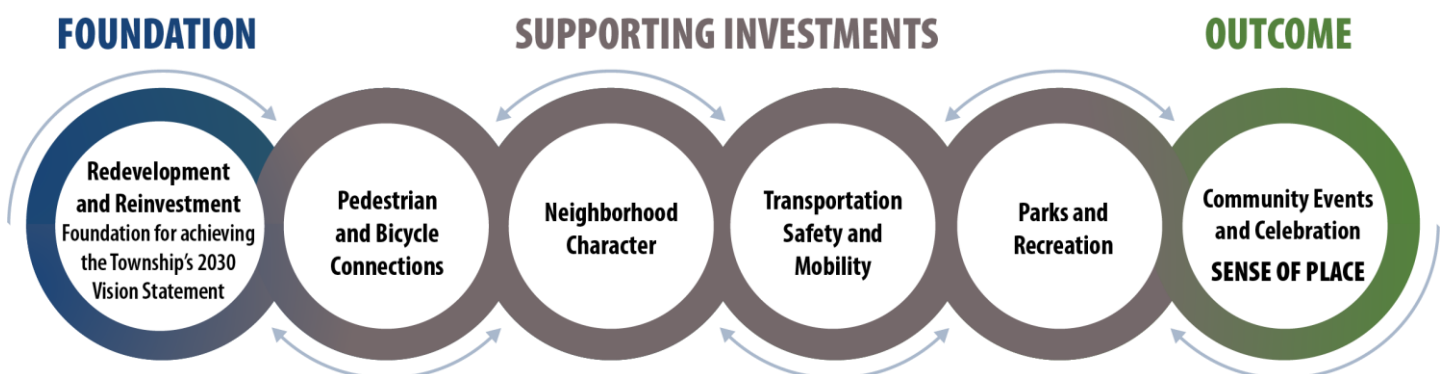 FOUNDATION
SUPPORTING INVESTMENTS
OUTCOME
Redevelopment
and Reinvestment
Foundation for achieving
the Township’s 2030
Vision Statement
Pedestrian
and Bicycle
Connections
Neighborhood
Character
Transportation
Safety and
Mobility
Parks and
Recreation
Community Events
and Celebration
SENSE OF PLACE